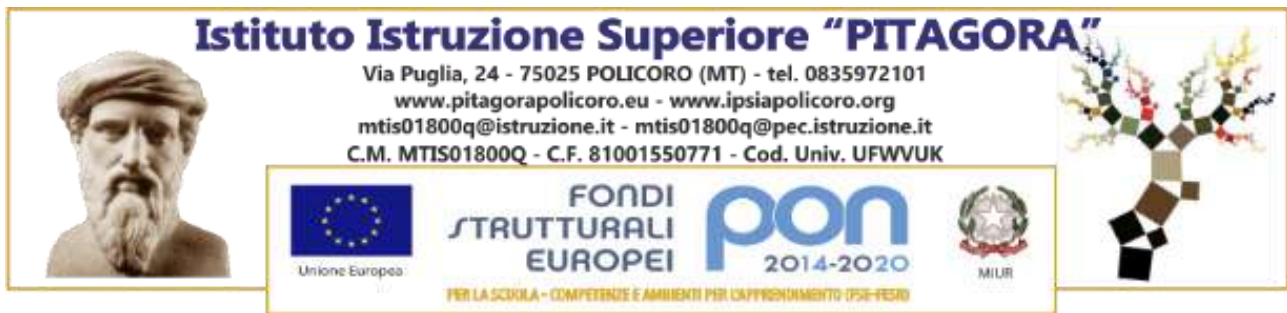 Istituto Istruzione Superiore “PITAGORA”
Via Puglia, 24 - 75025 POLICORO (MT) - tel. 0835972101
www.pitagorapolicoro.eu - www.ipsiapolicoro.org
mtis01800q@istruzione.it - mtis01800q@pec.istruzione.it
C.M. MTIS01800Q - C.F. 81001550771 - Cod. Univ. UFWVUK
Unione Europea
FONDI
STRUTTURALI
EUROPEI
pon
2014-2020
MIUR
PER LA SCUOLA - COMPETENZE E AMBIENTI PER L'APPRENDIMENTO (FSE-FESR)